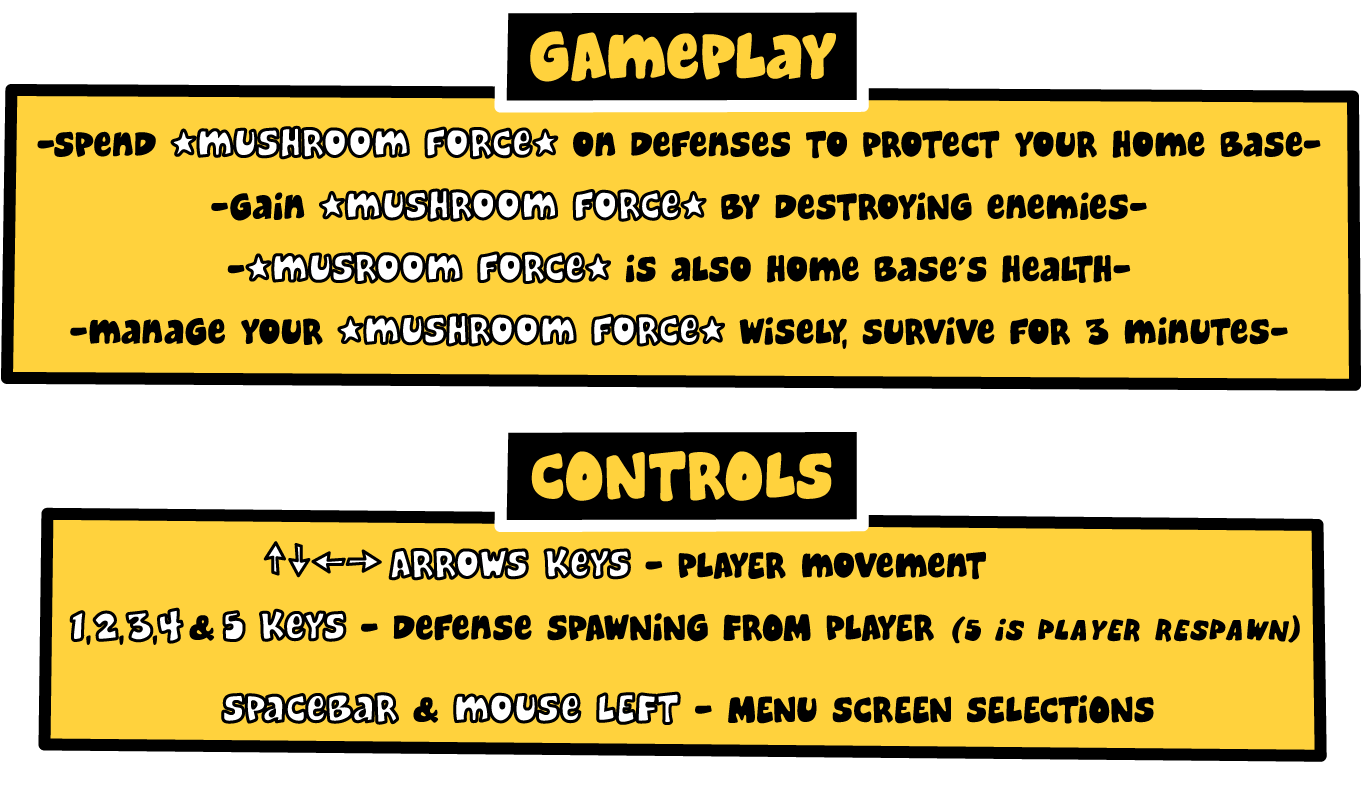 GAMEPLAY
-SPEND ★MUSHROOM FORCE★ ON DEFENSES TO PROTECT YOUR HOME BASE-
-GAIN ★MUSHROOM FORCE★ BY DESTROYING ENEMIES-
-★MUSROOM FORCE★ IS ALSO HOME BASE'S HEALTH-
-MANAGE YOUR ★MUSHROOM FORCE★ WISELY, SURVIVE FOR 3 MINUTES-
CONTROLS
↑↓←→ ARROWS KEYS - PLAYER MOVEMENT
1,2,3,4 & 5 KEYS - DEFENSE SPAWNING FROM PLAYER (5 IS PLAYER RESPAWN)
SPACEBAR & MOUSE LEFT - MENU SCREEN SELECTIONS